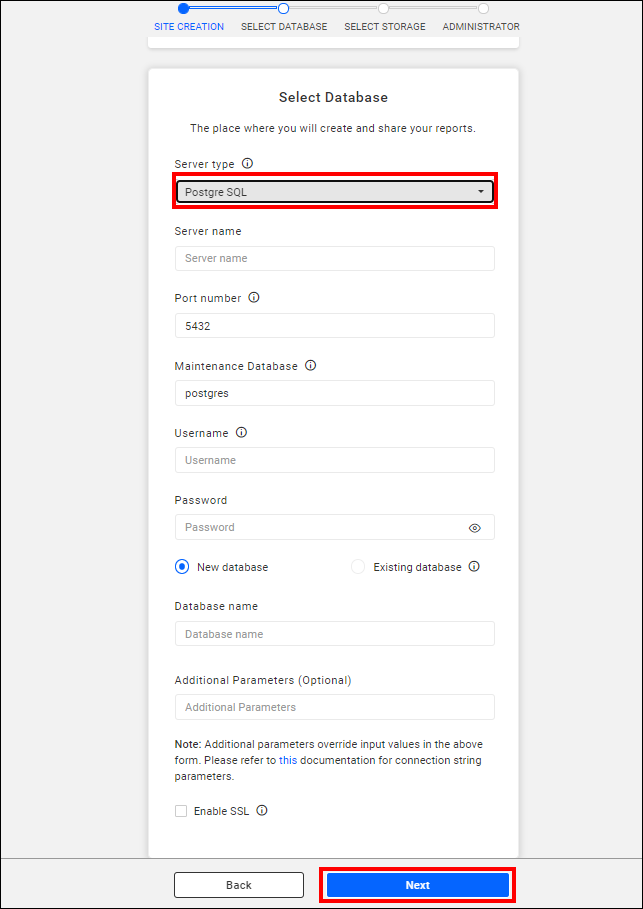 SITE CREATION SELECT DATABASE SELECT STORAGE ADMINISTRATOR
Select Database
The place where you will create and share your reports.
Server type
Postgre SQL
Server name
Server name
Port number
5432
Maintenance Database
postgres
Username
Username
Password
Password
New database Existing database
Database name
Database name
Additional Parameters (Optional)
Additional Parameters
Note: Additional parameters override input values in the above
form. Please refer to this documentation for connection string
parameters.
Enable SSL
Back Next